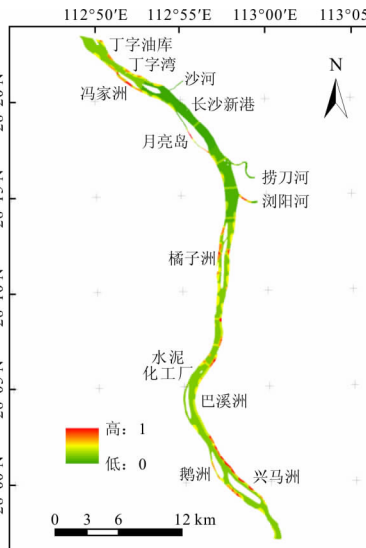 112°50′E 112°55′E 113°00′E 113°05
丁字油库
丁字湾
沙河
冯家洲
长沙新港
月亮岛
N
捞刀河
浏阳河
橘子洲
水泥
化工厂
巴溪洲
高：1
低：0
鹅洲
兴马洲
0 3 6 12 km